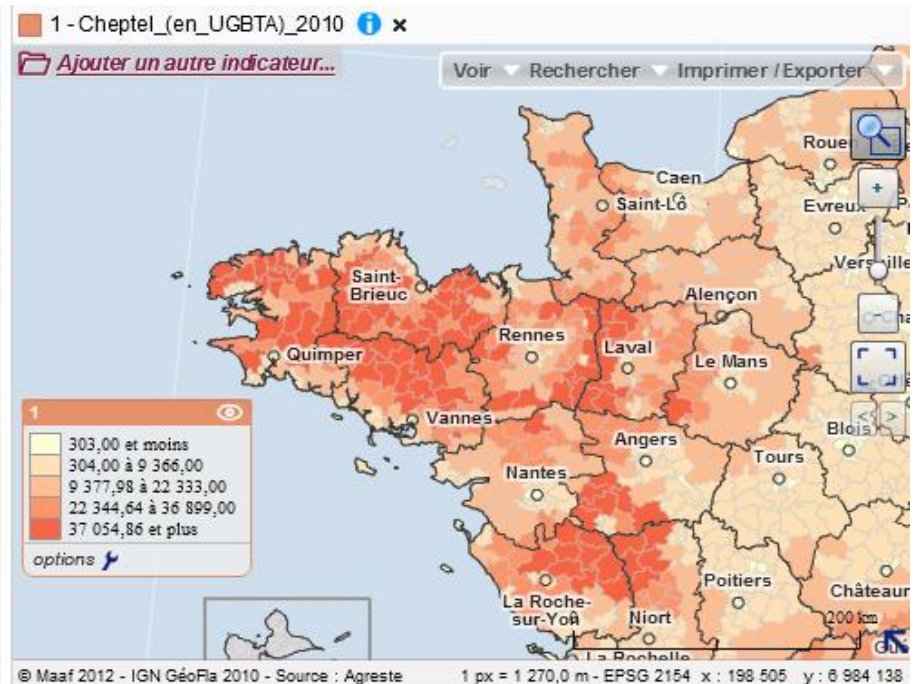 1 - Cheptel_(en_UGBTA)_2010 i ×
Ajouter un autre indicateur...
Voir Rechercher Imprimer / Exporter
Rouen
Caen
Saint-Lô
Evreux
Alençon
Saint-
Brieuc
Rennes
Laval
Le Mans
Quimper
Vannes
Angers
Blois
Tours
Nantes
Poitiers
La Roche-
sur-Yon
Niort
La Rochelle
200 km
1
303,00 et moins
304,00 à 9 366,00
9 377,98 à 22 333,00
22 344,64 à 36 899,00
37 054,86 et plus
options
© Maaf 2012 - IGN GéoFla 2010 - Source : Agreste
1 px = 1 270,0 m - EPSG 2154 x : 198 505 y : 6 984 138